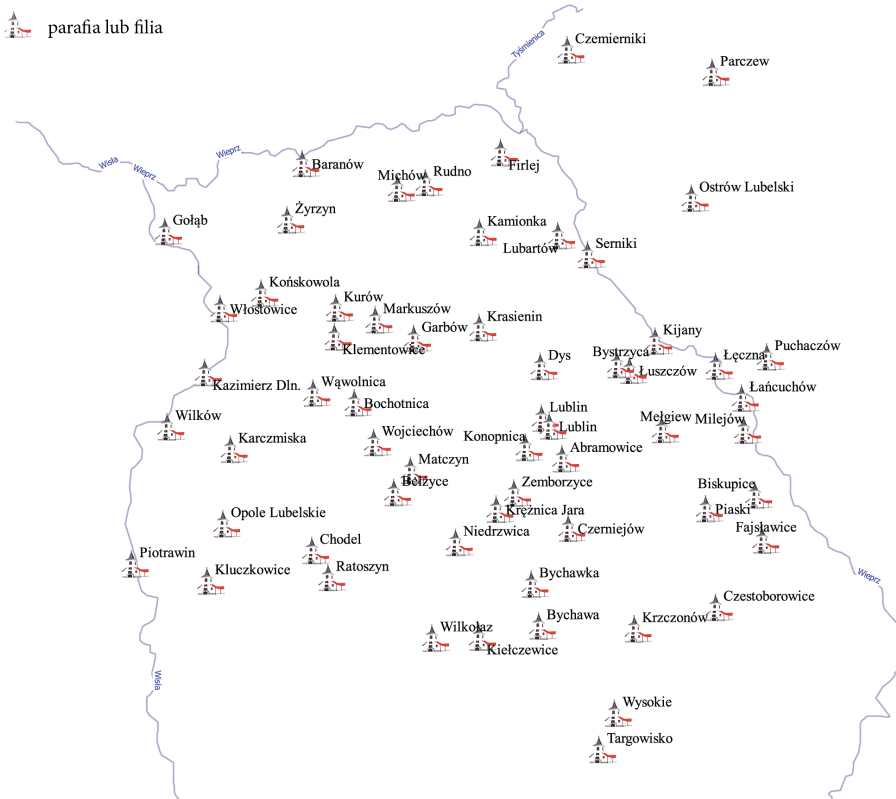 parafia lub filia
Czemierniki
Tyśmienica
Parczew
Wisła
Wieprz
Wieprz
Baranów
Firlej
Michów
Rudno
Ostrów Lubelski
Żyrzyn
Gołąb
Kamionka
Lubartów
Serniki
Końskowola
Włostowice
Kurów
Markuszów
Garbów
Krasienin
Klementowice
Kijany
Bystrzyca
Łuszczów
Łęczna
Puchaczów
Dys
Kazimierz Dln.
Wąwolnica
Bochotnica
Łańcuchów
Wilków
Lublin
Lublin
Mełgiew
Milejów
Karczmiska
Wojciechów
Konopnica
Abramowice
Matczyn
Bełżyce
Zemborzyce
Biskupice
Opole Lubelskie
Krężnica Jara
Piaski
Niedrzwica
Czerniejów
Fajsławice
Chodel
Piotrawin
Kluczkowice
Ratoszyn
Bychawka
Wieprz
Czestoborowice
Wilkołaz
Bychawa
Krzczonów
Kiełczewice
Wisła
Wysokie
Targowisko